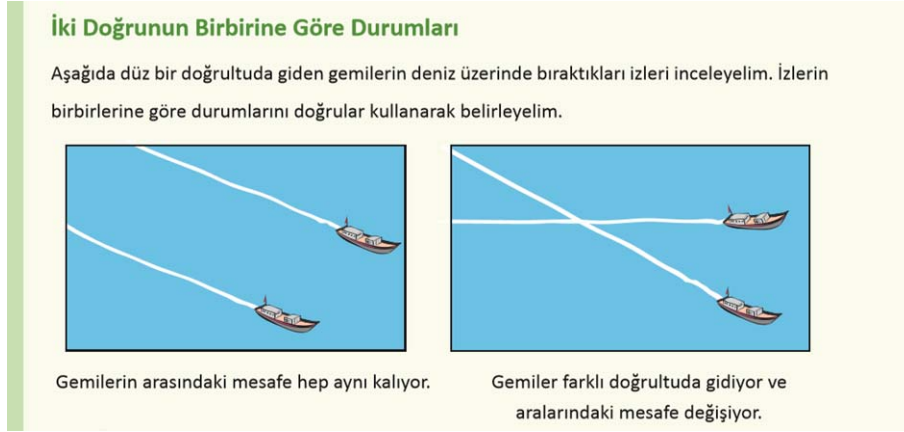 İki Doğrunun Birbirine Göre Durumları
Aşağıda düz bir doğrultuda giden gemilerin deniz üzerinde bıraktıkları izleri inceleyelim. İzlerin
birbirlerine göre durumlarını doğrular kullanarak belirleyelim.
Gemilerin arasındaki mesafe hep aynı kalıyor.
Gemiler farklı doğrultuda gidiyor ve
aralarındaki mesafe değişiyor.